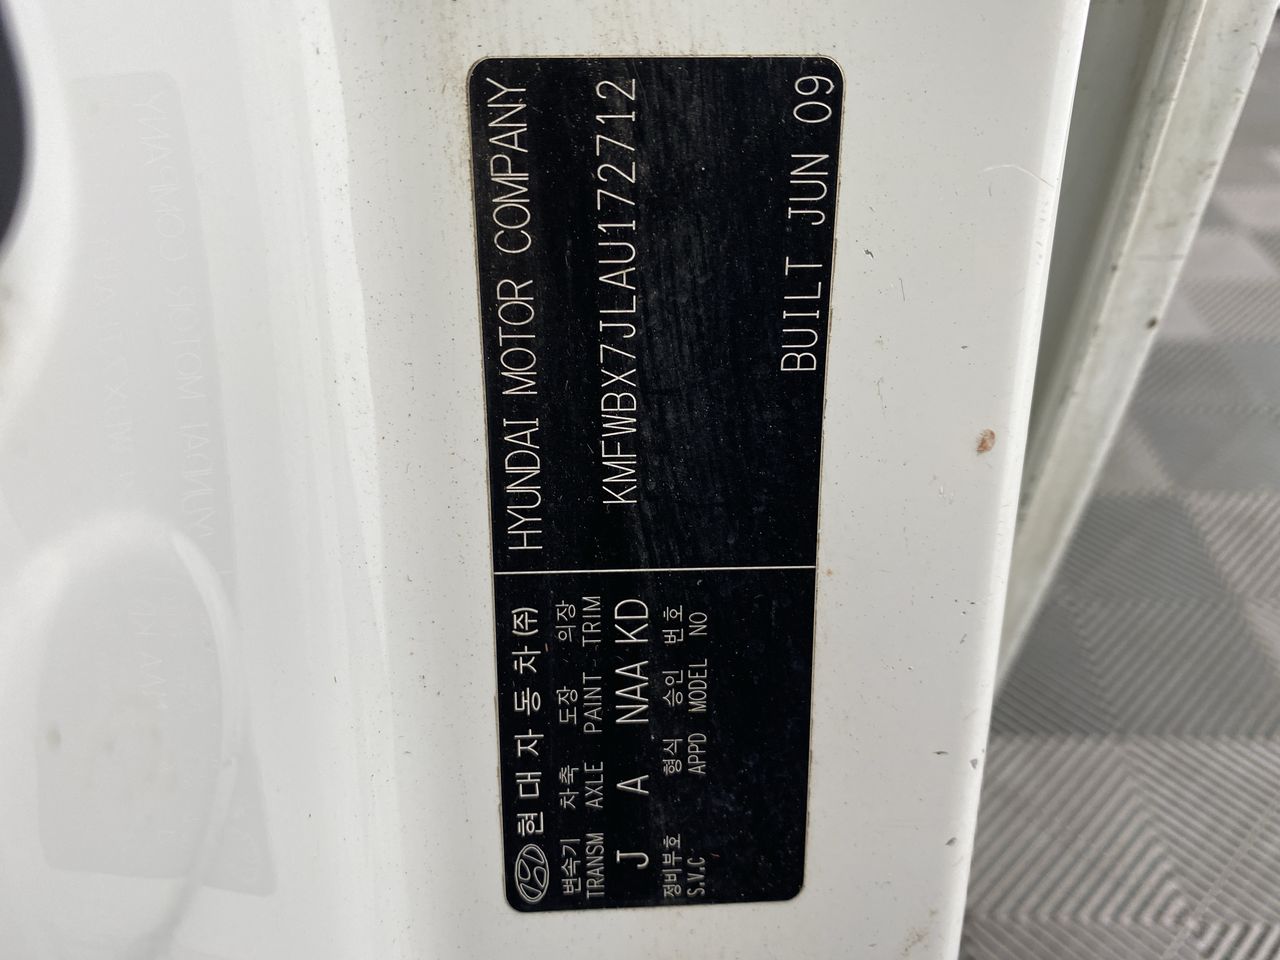 현대자동차(주)
변속기 차축 도장 의장
TRANSM AXLE PAINT-TRIM
J A NAA KD
정비부호 형식 승인 번호
S.V.C APPD MODEL NO
HYUNDAI MOTOR COMPANY
KMFWBX7JLAU172712
BUILT JUN 09